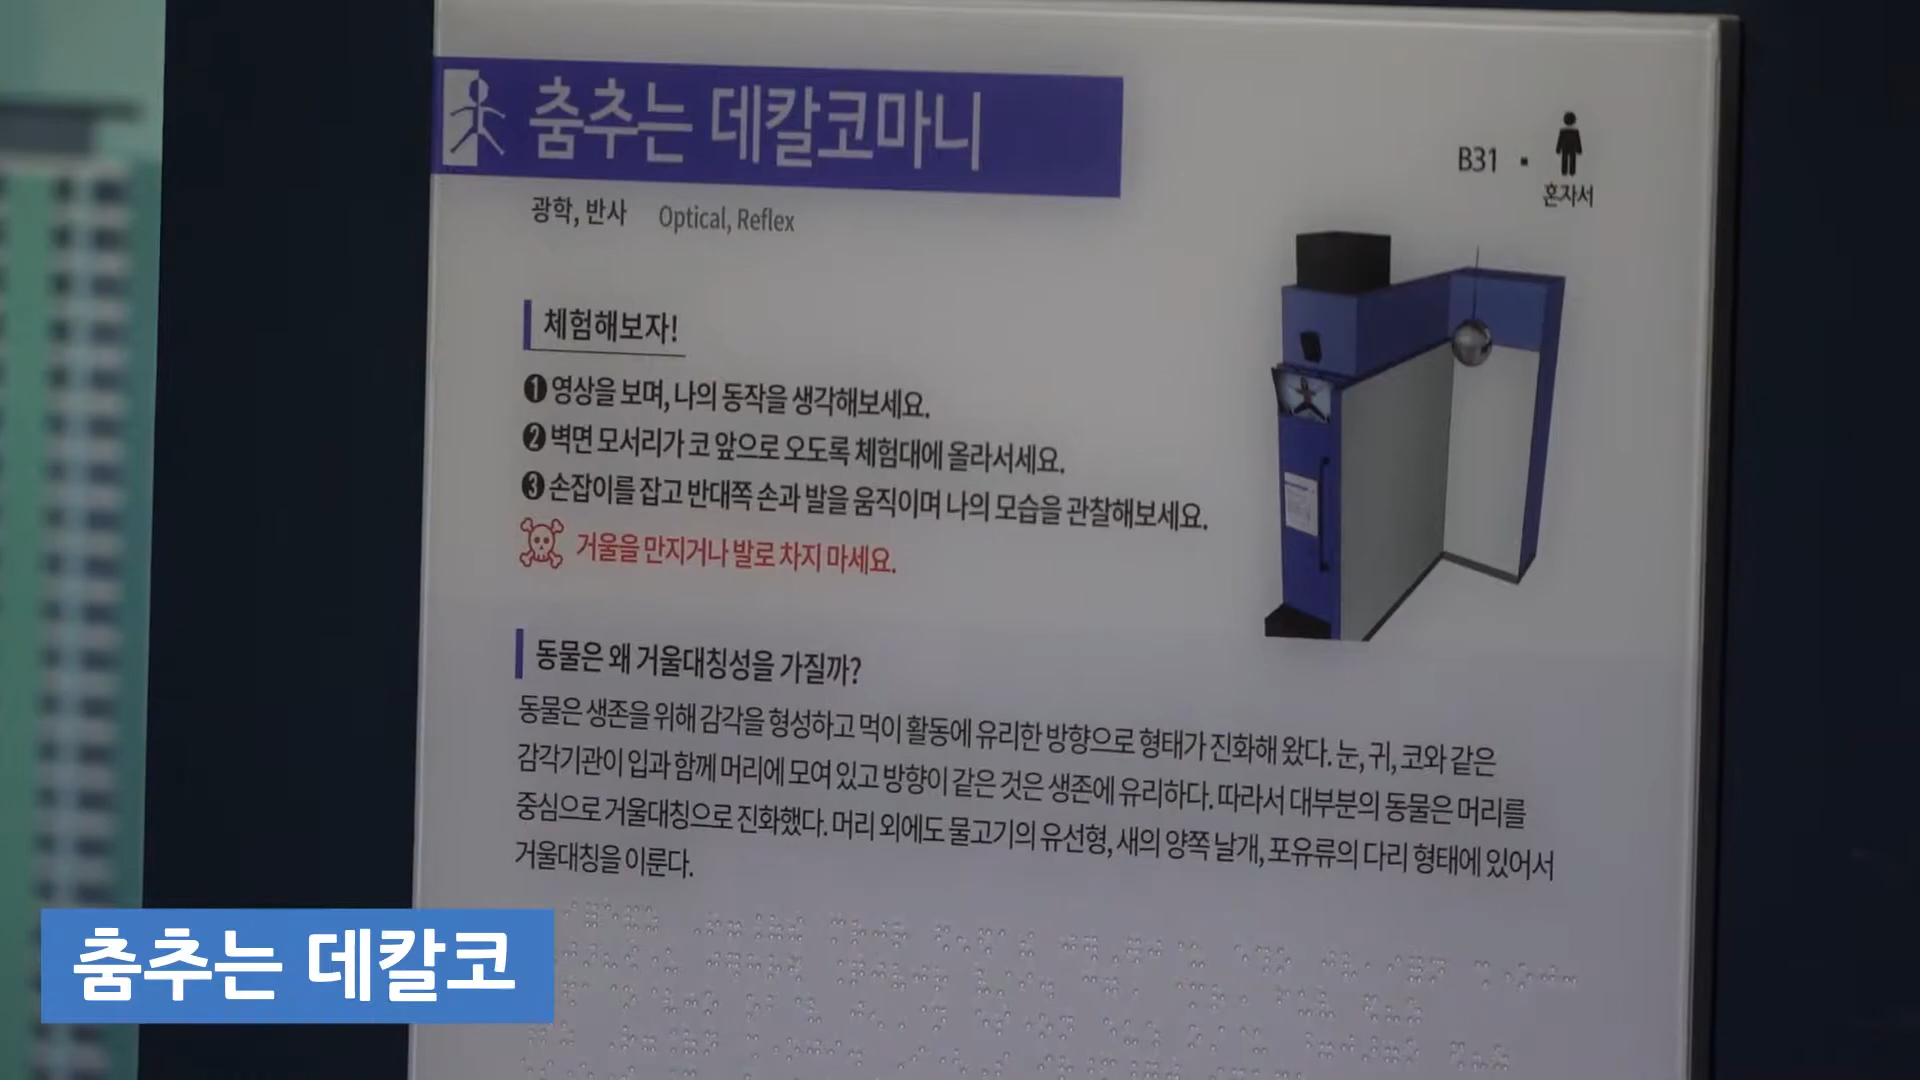 춤추는 데칼코마니
B31 ·
혼자서
광학, 반사 Optical, Reflex
체험해보자!
❶ 영상을 보며, 나의 동작을 생각해보세요.
❷ 벽면 모서리가 코 앞으로 오도록 체험대에 올라서세요.
❸ 손잡이를 잡고 반대쪽 손과 발을 움직이며 나의 모습을 관찰해보세요.
거울을 만지거나 발로 차지 마세요.
동물은 왜 거울대칭성을 가질까?
동물은 생존을 위해 감각을 형성하고 먹이 활동에 유리한 방향으로 형태가 진화해 왔다. 눈, 귀, 코와 같은
감각기관이 입과 함께 머리에 모여 있고 방향이 같은 것은 생존에 유리하다. 따라서 대부분의 동물은 머리를
중심으로 거울대칭으로 진화했다. 머리 외에도 물고기의 유선형, 새의 양쪽 날개, 포유류의 다리 형태에 있어서
거울대칭을 이룬다.
춤추는 데칼코